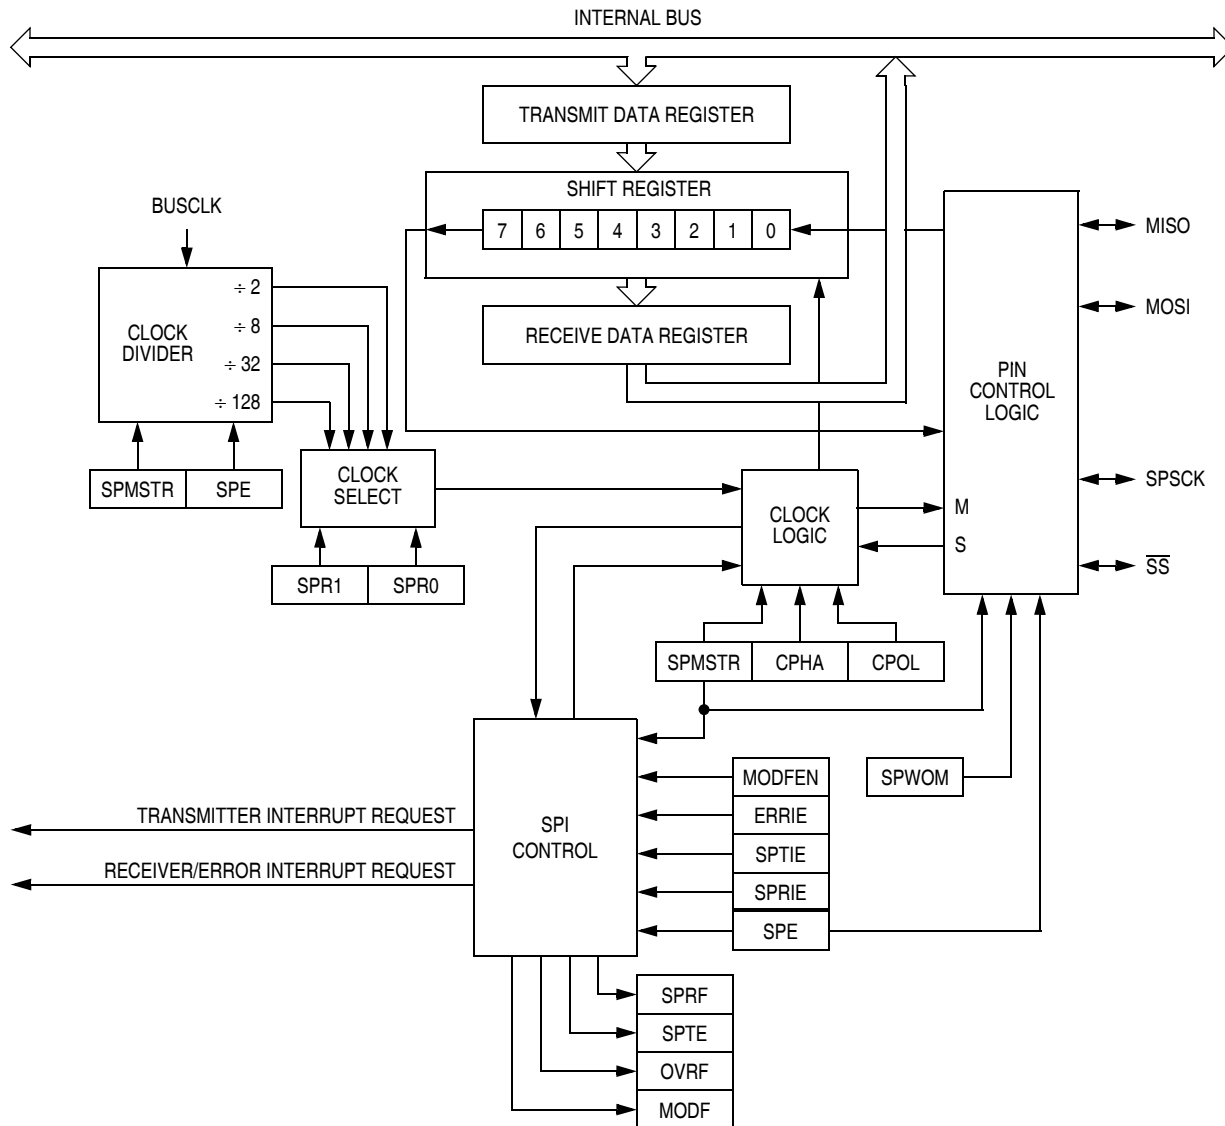 INTERNAL BUS
TRANSMIT DATA REGISTER
SHIFT REGISTER
7 6 5 4 3 2 1 0
RECEIVE DATA REGISTER
BUSCLK
CLOCK
DIVIDER
÷ 2
÷ 8
÷ 32
÷ 128
SPMSTR SPE
CLOCK
SELECT
SPR1 SPR0
CLOCK
LOGIC
SPMSTR CPHA CPOL
PIN
CONTROL
LOGIC
M
S
MISO
MOSI
SPSCK
SS
SPI
CONTROL
MODFEN
ERRIE
SPTIE
SPRIE
SPE
SPWOM
TRANSMITTER INTERRUPT REQUEST
RECEIVER/ERROR INTERRUPT REQUEST
SPRF
SPTE
OVRF
MODF